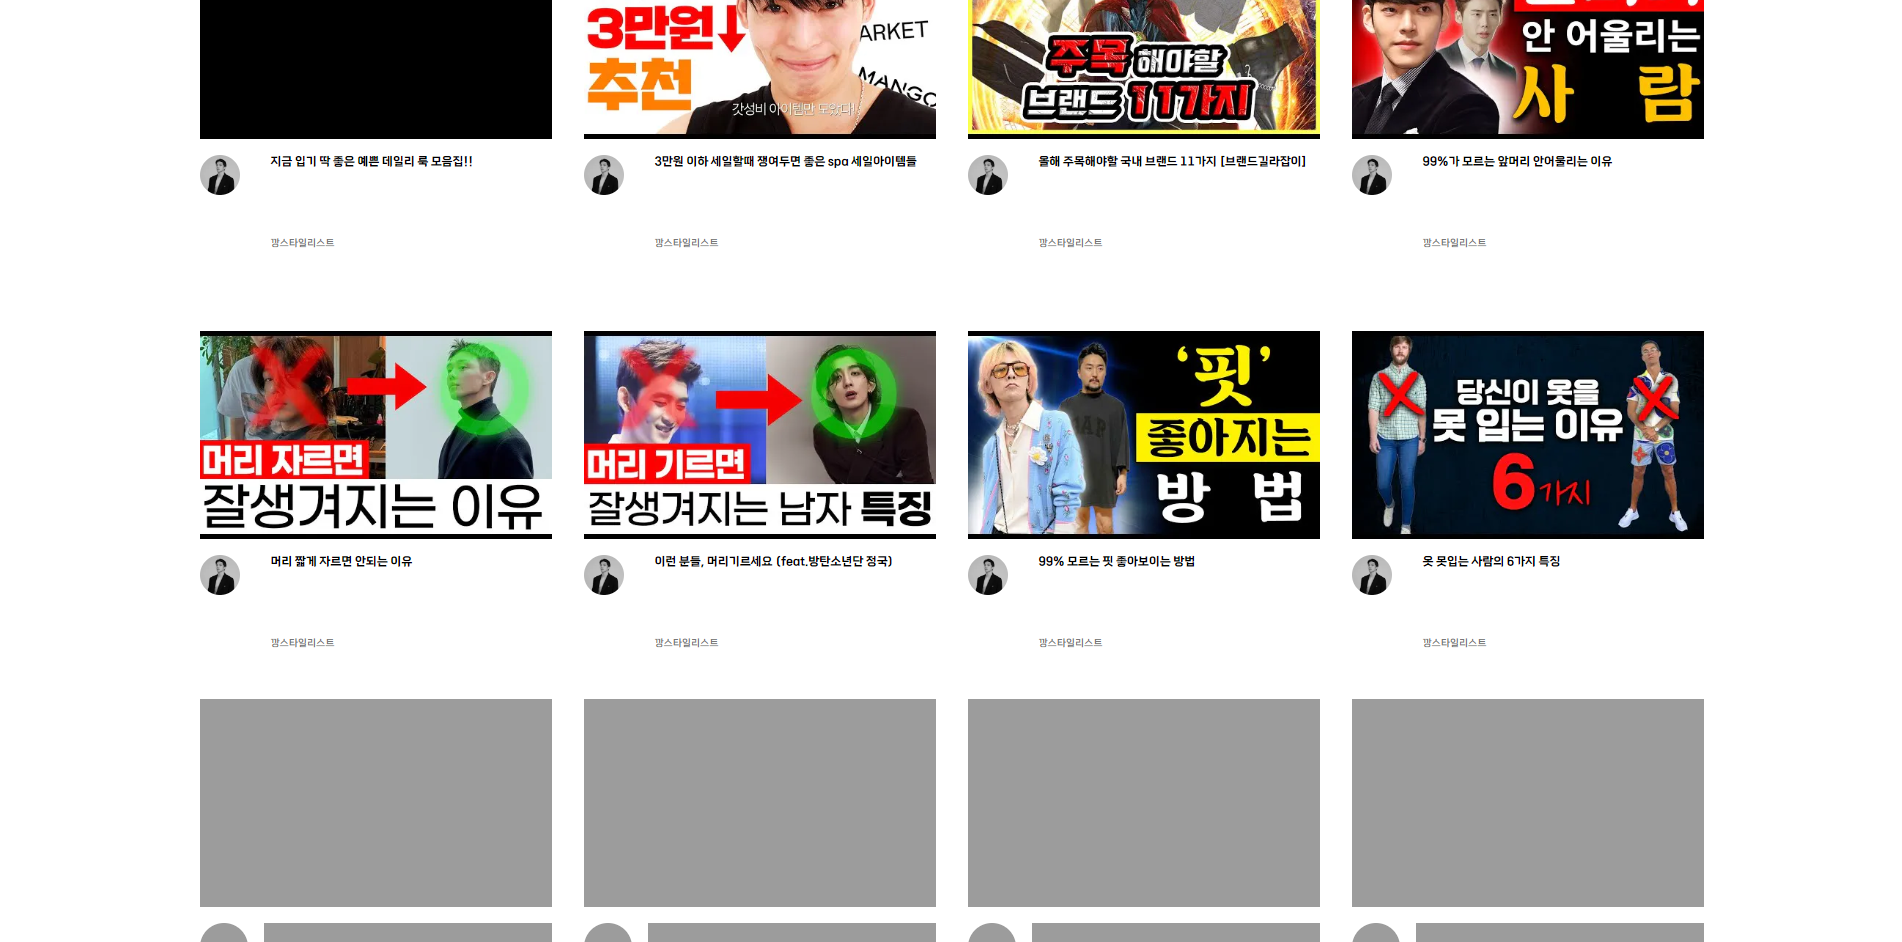 3만원↓
추천
ARKET
MANGO
갓성비 아이템만 모았다!
주목 해야할
브랜드 11가지
안 어울리는
사 람
지금 입기 딱 좋은 예쁜 데일리 룩 모음집!!
3만원 이하 세일할때 쟁여두면 좋은 spa 세일아이템들
올해 주목해야할 국내 브랜드 11가지 [브랜드길라잡이]
99%가 모르는 앞머리 안어울리는 이유
깡스타일리스트
깡스타일리스트
깡스타일리스트
깡스타일리스트
머리 자르면
잘생겨지는 이유
머리 기르면
잘생겨지는 남자 특징
‘핏’
좋아지는
방 법
당신이 옷을
못 입는 이유
6가지
머리 짧게 자르면 안되는 이유
이런 분들, 머리기르세요 (feat.방탄소년단 정국)
99% 모르는 핏 좋아보이는 방법
옷 못입는 사람의 6가지 특징
깡스타일리스트
깡스타일리스트
깡스타일리스트
깡스타일리스트